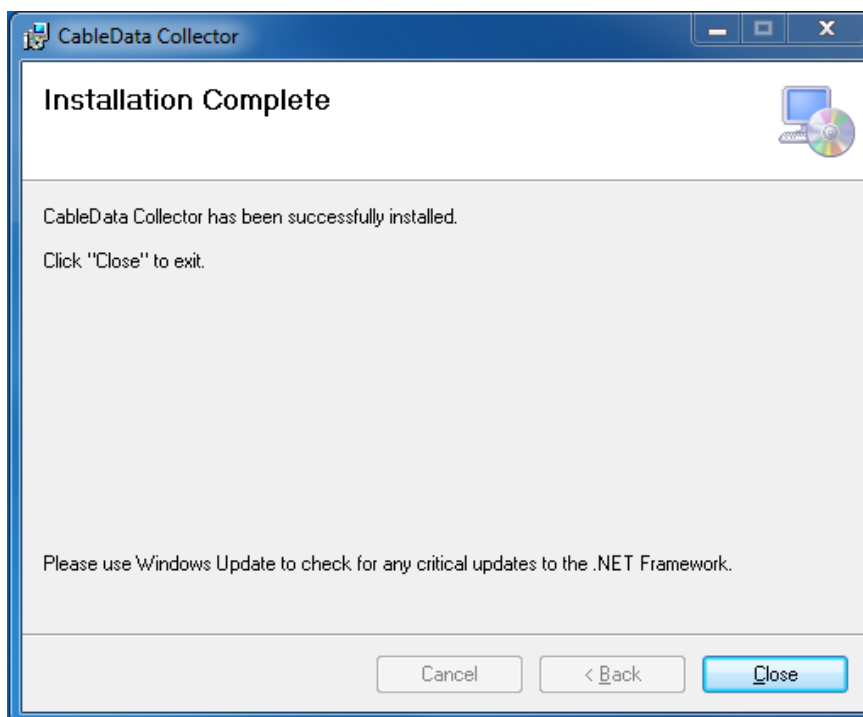 CableData Collector
Installation Complete
CableData Collector has been successfully installed.
Click "Close" to exit.
Please use Windows Update to check for any critical updates to the .NET Framework.
Cancel
< Back
Close